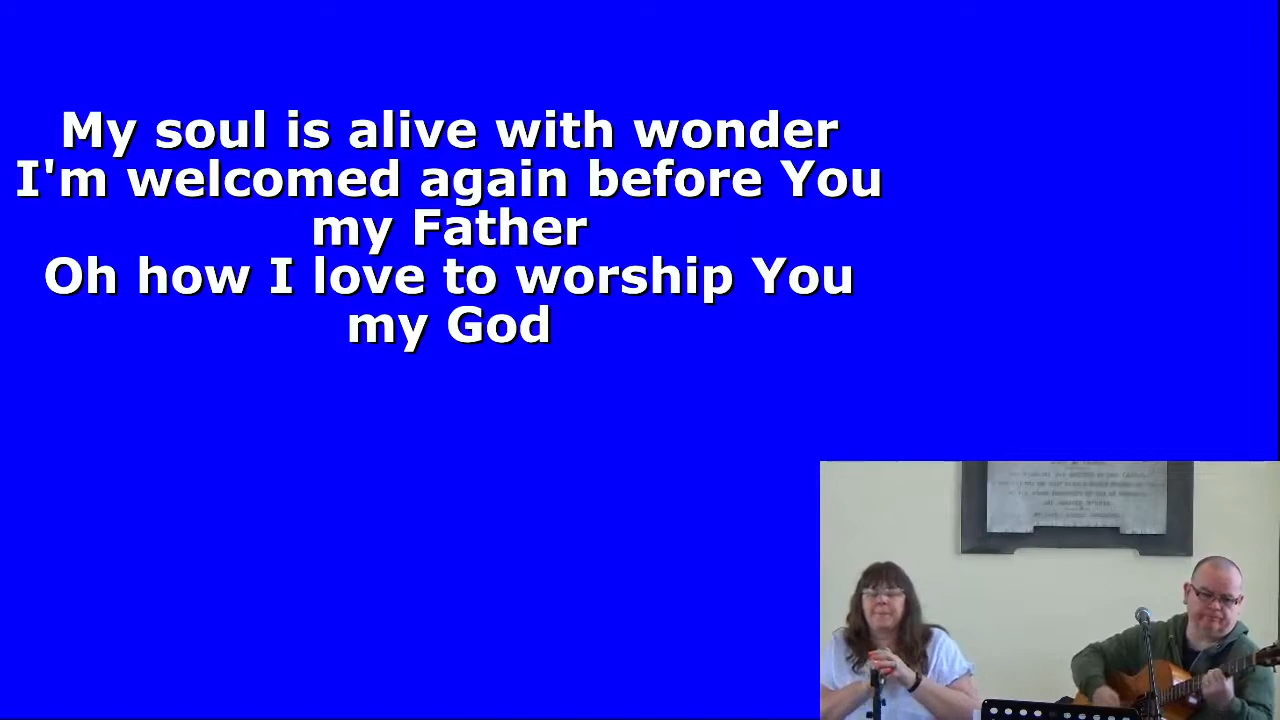 My soul is alive with wonder
I'm welcomed again before You
my Father
Oh how I love to worship You
my God